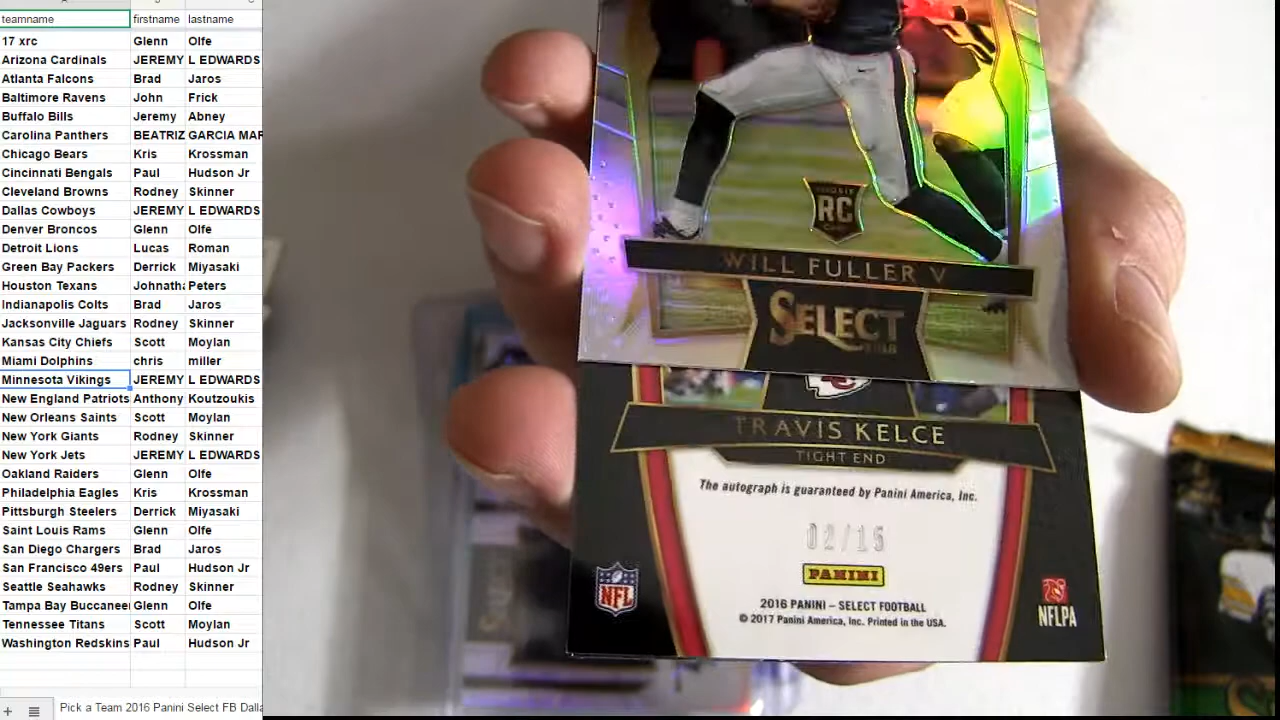 teamname firstname lastname
17 xrc Glenn Olfe
Arizona Cardinals JEREMY L EDWARDS
Atlanta Falcons Brad Jaros
Baltimore Ravens John Frick
Buffalo Bills Jeremy Abney
Carolina Panthers BEATRIZ GARCIA MAR
Chicago Bears Kris Krossman
Cincinnati Bengals Paul Hudson Jr
Cleveland Browns Rodney Skinner
Dallas Cowboys JEREMY L EDWARDS
Denver Broncos Glenn Olfe
Detroit Lions Lucas Roman
Green Bay Packers Derrick Miyasaki
Houston Texans Johnatha Peters
Indianapolis Colts Brad Jaros
Jacksonville Jaguars Rodney Skinner
Kansas City Chiefs Scott Moylan
Miami Dolphins chris miller
Minnesota Vikings JEREMY L EDWARDS
New England Patriots Anthony Koutzoukis
New Orleans Saints Scott Moylan
New York Giants Rodney Skinner
New York Jets JEREMY L EDWARDS
Oakland Raiders Glenn Olfe
Philadelphia Eagles Kris Krossman
Pittsburgh Steelers Derrick Miyasaki
Saint Louis Rams Glenn Olfe
San Diego Chargers Brad Jaros
San Francisco 49ers Paul Hudson Jr
Seattle Seahawks Rodney Skinner
Tampa Bay Buccaneer Glenn Olfe
Tennessee Titans Scott Moylan
Washington Redskins Paul Hudson Jr
Pick a Team 2016 Panini Select FB Dalla
RC
WILL FULLER V
SELECT
2016
TRAVIS KELCE
TIGHT END
The autograph is guaranteed by Panini America, Inc.
02/15
PANINI
2016 PANINI – SELECT FOOTBALL
© 2017 Panini America, Inc. Printed in the USA.
NFL
NFLPA